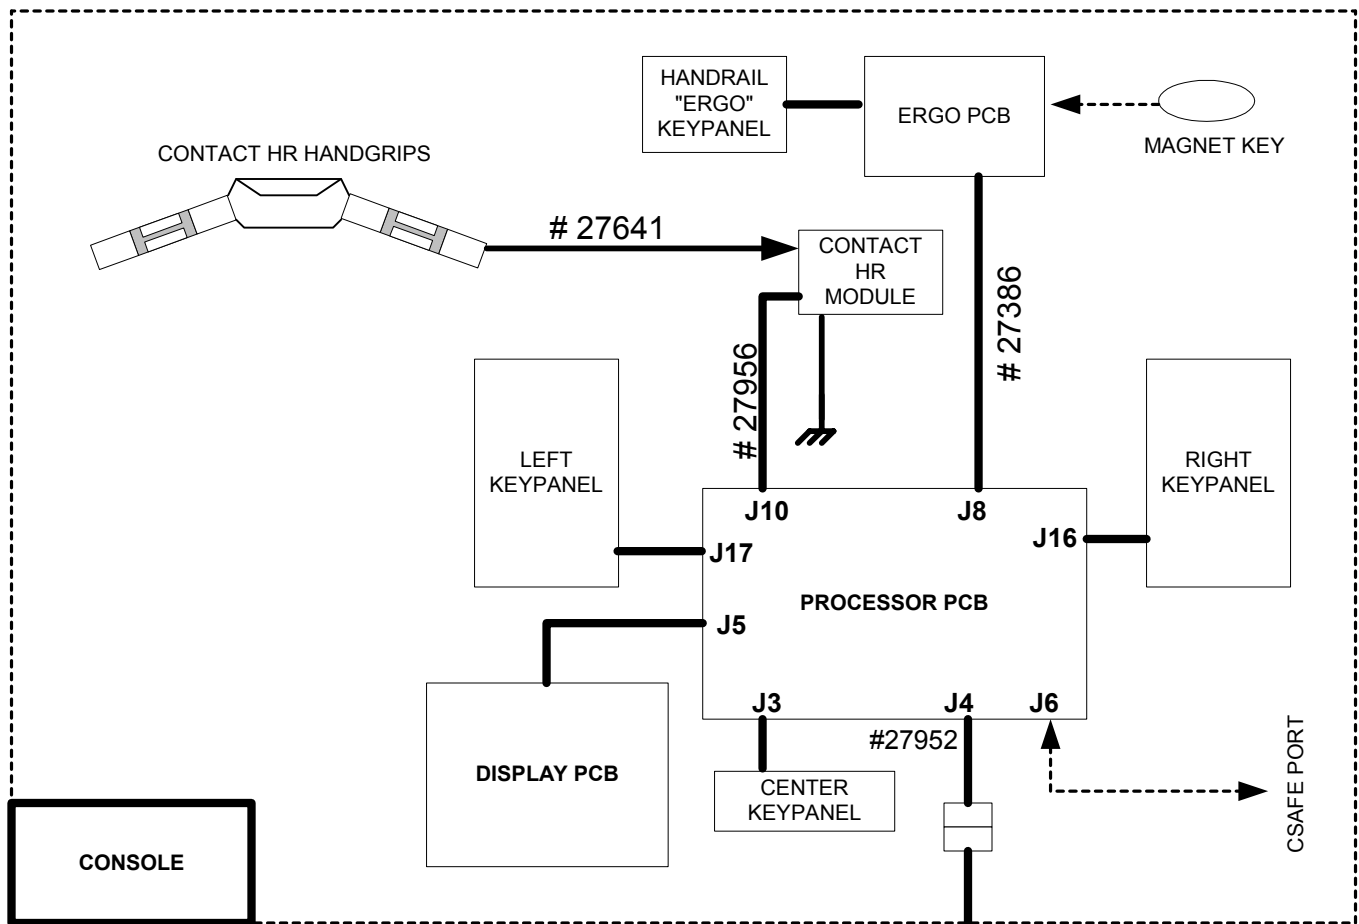 HANDRAIL
"ERGO"
KEYPANEL
ERGO PCB
MAGNET KEY
CONTACT HR HANDGRIPS
# 27641
CONTACT
HR
MODULE
# 27386
# 27956
LEFT
KEYPANEL
RIGHT
KEYPANEL
J10
J8
J17
J16
PROCESSOR PCB
J5
J3
J4
J6
#27952
DISPLAY PCB
CENTER
KEYPANEL
CSAFE PORT
CONSOLE